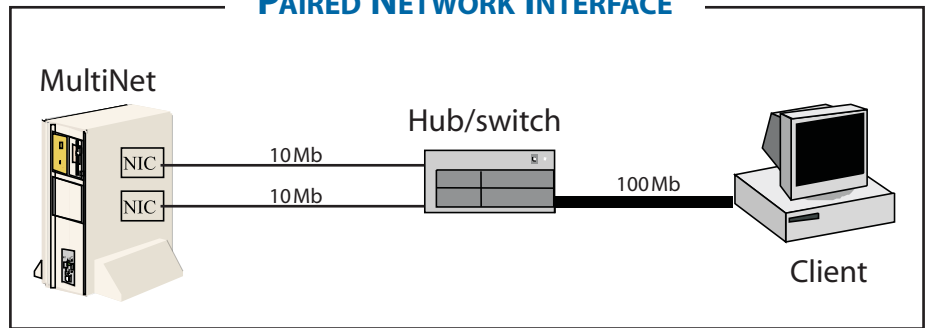 PAIRED NETWORK INTERFACE
MultiNet
Hub/switch
NIC
10Mb
NIC
10Mb
100Mb
Client